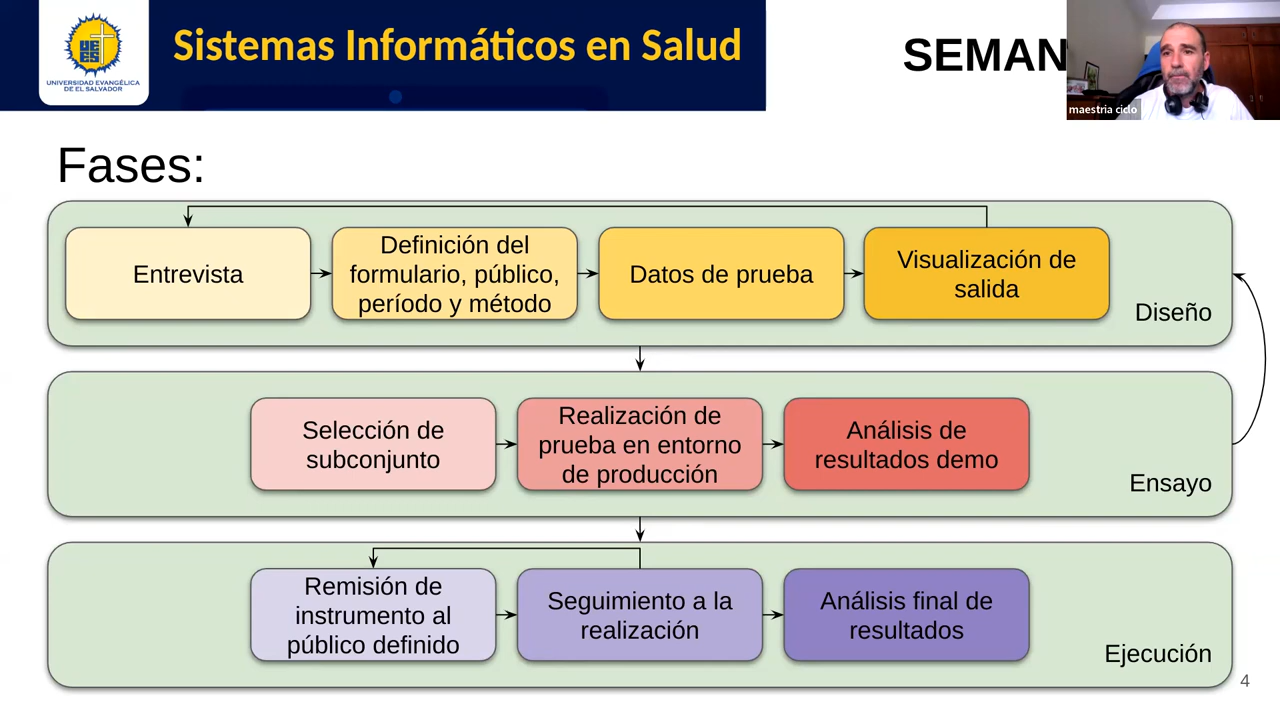 UNIVERSIDAD EVANGÉLICA
DE EL SALVADOR
Sistemas Informáticos en Salud
SEMAN
maestria ciclo
Fases:
Entrevista
Definición del
formulario, público,
período y método
Datos de prueba
Visualización de
salida
Diseño
Selección de
subconjunto
Realización de
prueba en entorno
de producción
Análisis de
resultados demo
Ensayo
Remisión de
instrumento al
público definido
Seguimiento a la
realización
Análisis final de
resultados
Ejecución
4